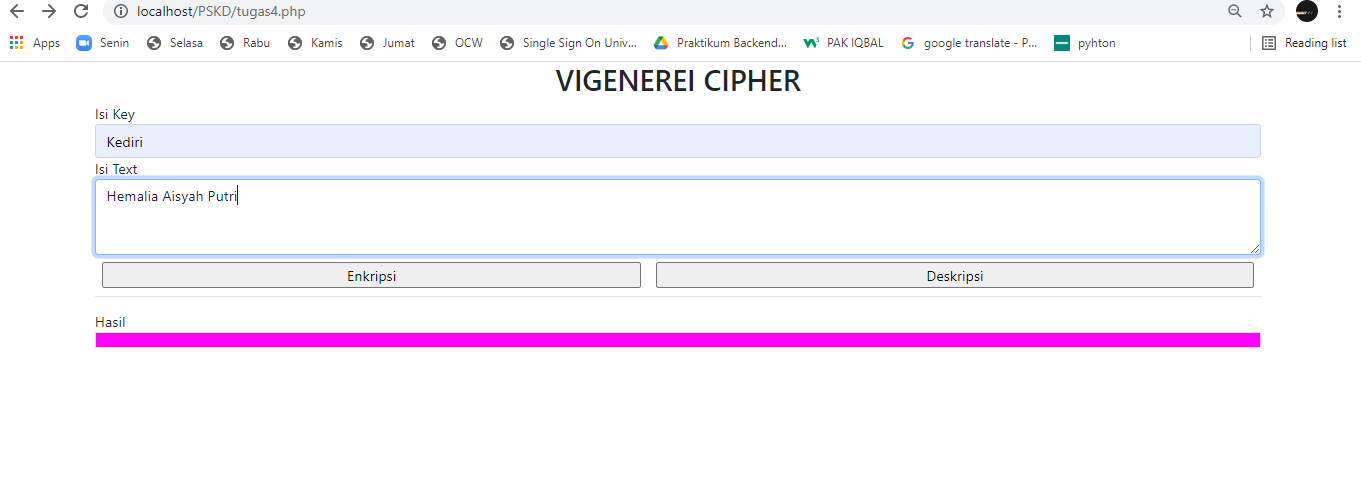 localhost/PSKD/tugas4.php
Apps Senin Selasa Rabu Kamis Jumat OCW Single Sign On Univ... Praktikum Backend... PAK IQBAL google translate - P... pyhton Reading list
VIGENEREI CIPHER
Isi Key
Kediri
Isi Text
Hemalia Aisyah Putri
Enkripsi Deskripsi
Hasil